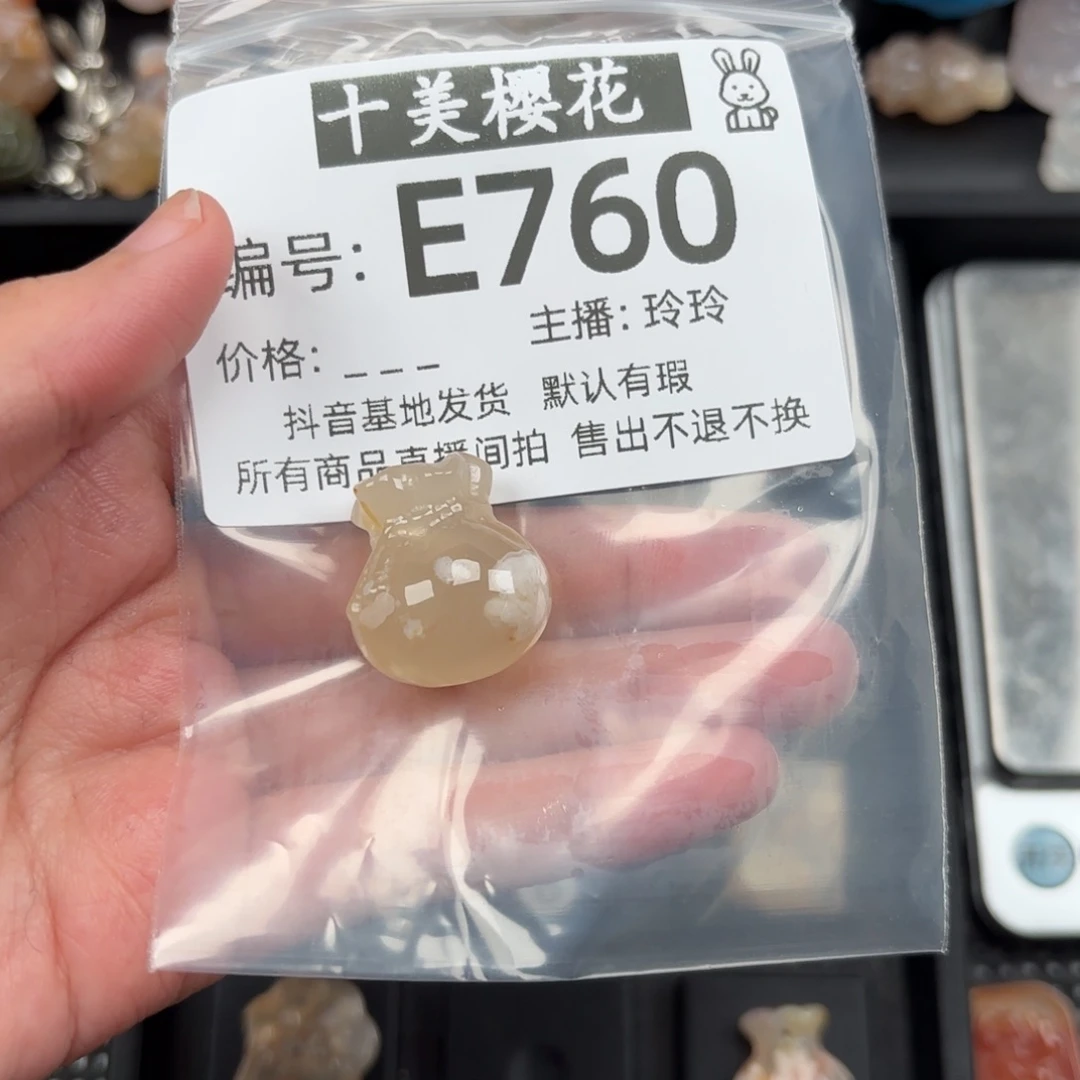 十美樱花
编号: E760
价格: _ _ _ 主播: 玲玲
抖音基地发货 默认有瑕
所有商品直播间拍 售出不退不换